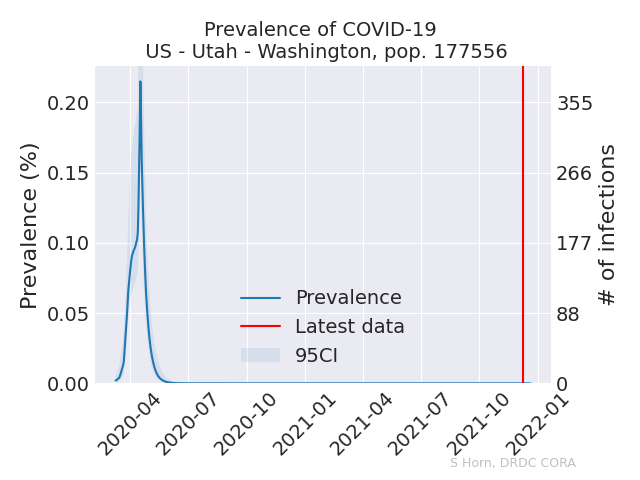 Prevalence of COVID-19
US - Utah - Washington, pop. 177556
Prevalence (%)
0.20
0.15
0.10
0.05
0.00
355
266
177
88
0
# of infections
Prevalence
Latest data
95CI
2020-04
2020-07
2020-10
2021-01
2021-04
2021-07
2021-10
2022-01
S Horn, DRDC CORA